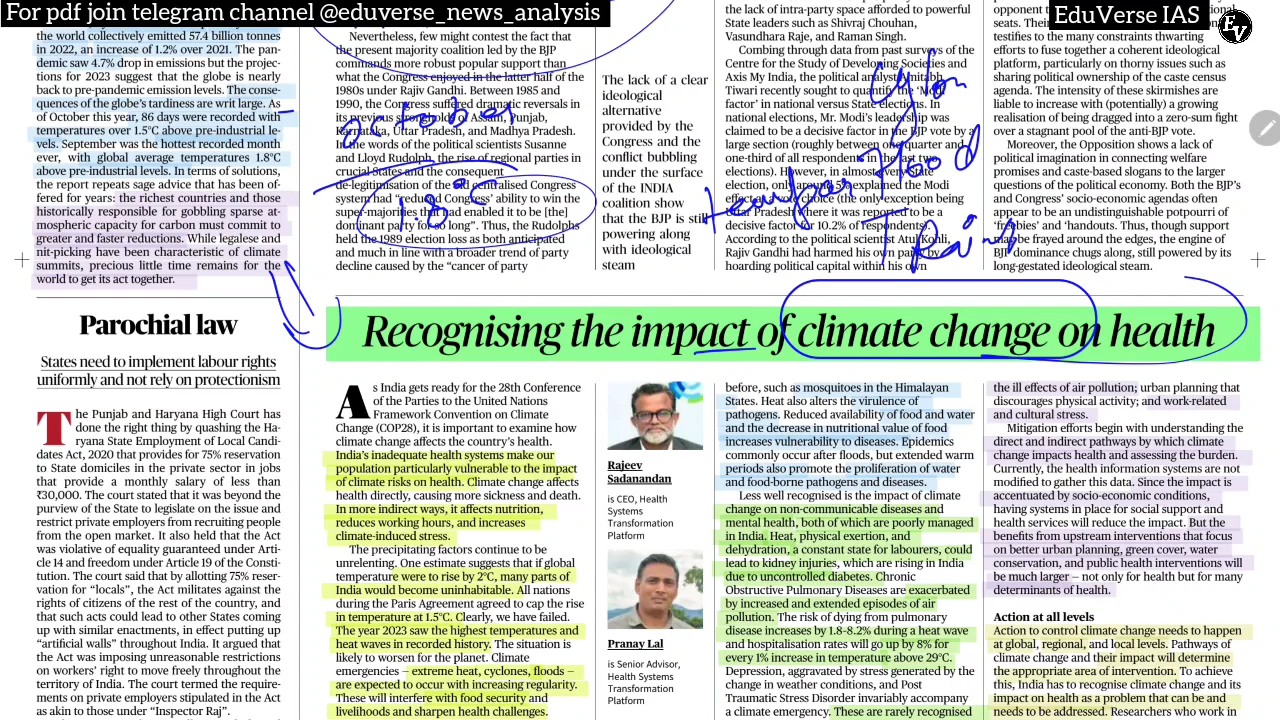 For pdf join telegram channel @eduverse_news_analysis
EduVerse IAS
EV
the world collectively emitted 57.4 billion tonnes
in 2022, an increase of 1.2% over 2021. The pan-
demic saw 4.7% drop in emissions but the projec-
tions for 2023 suggest that the globe is nearly
back to pre-pandemic emission levels. The conse-
quences of the globe's tardiness are writ large. As
of October this year, 86 days were recorded with
temperatures over 1.5°C above pre-industrial le-
vels. September was the hottest recorded month
ever, with global average temperatures 1.8°C
above pre-industrial levels. In terms of solutions,
the report repeats sage advice that has been of-
fered for years: the richest countries and those
historically responsible for gobbling sparse at-
mospheric capacity for carbon must commit to
greater and faster reductions. While legalese and
nit-picking have been characteristic of climate
summits, precious little time remains for the
world to get its act together.
Parochial law
States need to implement labour rights
uniformly and not rely on protectionism
The Punjab and Haryana High Court has
done the right thing by quashing the Ha-
ryana State Employment of Local Candi-
dates Act, 2020 that provides for 75% reservation
to State domiciles in the private sector in jobs
that provide a monthly salary of less than
₹30,000. The court stated that it was beyond the
purview of the State to legislate on the issue and
restrict private employers from recruiting people
from the open market. It also held that the Act
was violative of equality guaranteed under Arti-
cle 14 and freedom under Article 19 of the Consti-
tution. The court said that by allotting 75% reser-
vation for "locals", the Act militates against the
rights of citizens of the rest of the country, and
that such acts could lead to other States coming
up with similar enactments, in effect putting up
"artificial walls" throughout India. It argued that
the Act was imposing unreasonable restrictions
on workers' right to move freely throughout the
territory of India. The court termed the require-
ments on private employers stipulated in the Act
as akin to those under "Inspector Raj".
Nevertheless, few might contest the fact that
the present majority coalition led by the BJP
commands more robust popular support than
what the Congress enjoyed in the latter half of the
1980s under Rajiv Gandhi. Between 1985 and
1990, the Congress suffered dramatic reversals in
its previous strongholds of Assam, Punjab,
Karnataka, Uttar Pradesh, and Madhya Pradesh.
In the words of the political scientists Susanne
and Lloyd Rudolph, the rise of regional parties in
crucial States and the consequent
de-legitimisation of the old centralised Congress
system had "reduced Congress' ability to win the
super-majorities that had enabled it to be [the]
dominant party for so long". Thus, the Rudolphs
held the 1989 election loss as both anticipated
and much in line with a broader trend of party
decline caused by the "cancer of party
October
1.8°C
The lack of a clear
ideological
alternative
provided by the
Congress and the
conflict bubbling
under the surface
of the INDIA
coalition show
that the BJP is still
powering along
with ideological
steam
the lack of intra-party space afforded to powerful
State leaders such as Shivraj Chouhan,
Vasundhara Raje, and Raman Singh.
Combing through data from past surveys of the
Centre for the Study of Developing Societies and
Axis My India, the political analyst Amitabh
Tiwari recently sought to quantify the 'Modi
factor' in national versus State elections. In
national elections, Mr. Modi's leadership was
claimed to be a decisive factor in the BJP vote by a
large section (roughly between one-quarter and
one-third of all respondents in the last two
elections). However, in almost every State
election, only around 5% explained the Modi
effect as vote choice (the only exception being
Uttar Pradesh where it was reported to be a
decisive factor for 10.2% of respondents).
According to the political scientist Atul Kohli,
Rajiv Gandhi had harmed his own party by
hoarding political capital within his own
Flood
Rains
seats.
testifies to the many constraints thwarting
efforts to fuse together a coherent ideological
platform, particularly on thorny issues such as
sharing political ownership of the caste census
agenda. The intensity of these skirmishes are
liable to increase with (potentially) a growing
realisation of being dragged into a zero-sum fight
over a stagnant pool of the anti-BJP vote.
Moreover, the Opposition shows a lack of
political imagination in connecting welfare
promises and caste-based slogans to the larger
questions of the political economy. Both the BJP's
and Congress' socio-economic agendas often
appear to be an undistinguishable potpourri of
'freebies' and 'handouts. Thus, though support
may be frayed around the edges, the engine of
BJP dominance chugs along, still powered by its
long-gestated ideological steam.
Recognising the impact of climate change on health
As India gets ready for the 28th Conference
of the Parties to the United Nations
Framework Convention on Climate
Change (COP28), it is important to examine how
climate change affects the country's health.
India's inadequate health systems make our
population particularly vulnerable to the impact
of climate risks on health. Climate change affects
health directly, causing more sickness and death.
In more indirect ways, it affects nutrition,
reduces working hours, and increases
climate-induced stress.
The precipitating factors continue to be
unrelenting. One estimate suggests that if global
temperature were to rise by 2°C, many parts of
India would become uninhabitable. All nations
during the Paris Agreement agreed to cap the rise
in temperature at 1.5°C. Clearly, we have failed.
The year 2023 saw the highest temperatures and
heat waves in recorded history. The situation is
likely to worsen for the planet. Climate
emergencies – extreme heat, cyclones, floods –
are expected to occur with increasing regularity.
These will interfere with food security and
livelihoods and sharpen health challenges.
Rajeev
Sadanandan
is CEO, Health
Systems
Transformation
Platform
Pranay Lal
is Senior Advisor,
Health Systems
Transformation
Platform
before, such as mosquitoes in the Himalayan
States. Heat also alters the virulence of
pathogens. Reduced availability of food and water
and the decrease in nutritional value of food
increases vulnerability to diseases. Epidemics
commonly occur after floods, but extended warm
periods also promote the proliferation of water
and food-borne pathogens and diseases.
Less well recognised is the impact of climate
change on non-communicable diseases and
mental health, both of which are poorly managed
in India. Heat, physical exertion, and
dehydration, a constant state for labourers, could
lead to kidney injuries, which are rising in India
due to uncontrolled diabetes. Chronic
Obstructive Pulmonary Diseases are exacerbated
by increased and extended episodes of air
pollution. The risk of dying from pulmonary
disease increases by 1.8-8.2% during a heat wave
and hospitalisation rates will go up by 8% for
every 1% increase in temperature above 29°C.
Depression, aggravated by stress generated by the
change in weather conditions, and Post
Traumatic Stress Disorder invariably accompany
a climate emergency. These are rarely recognised
the ill effects of air pollution; urban planning that
discourages physical activity; and work-related
and cultural stress.
Mitigation efforts begin with understanding the
direct and indirect pathways by which climate
change impacts health and assessing the burden.
Currently, the health information systems are not
modified to gather this data. Since the impact is
accentuated by socio-economic conditions,
having systems in place for social support and
health services will reduce the impact. But the
benefits from upstream interventions that focus
on better urban planning, green cover, water
conservation, and public health interventions will
be much larger – not only for health but for many
determinants of health.
Action at all levels
Action to control climate change needs to happen
at global, regional, and local levels. Pathways of
climate change and their impact will determine
the appropriate area of intervention. To achieve
this, India has to recognise climate change and its
impact on health as a problem that can be and
needs to be addressed. Researchers who work in